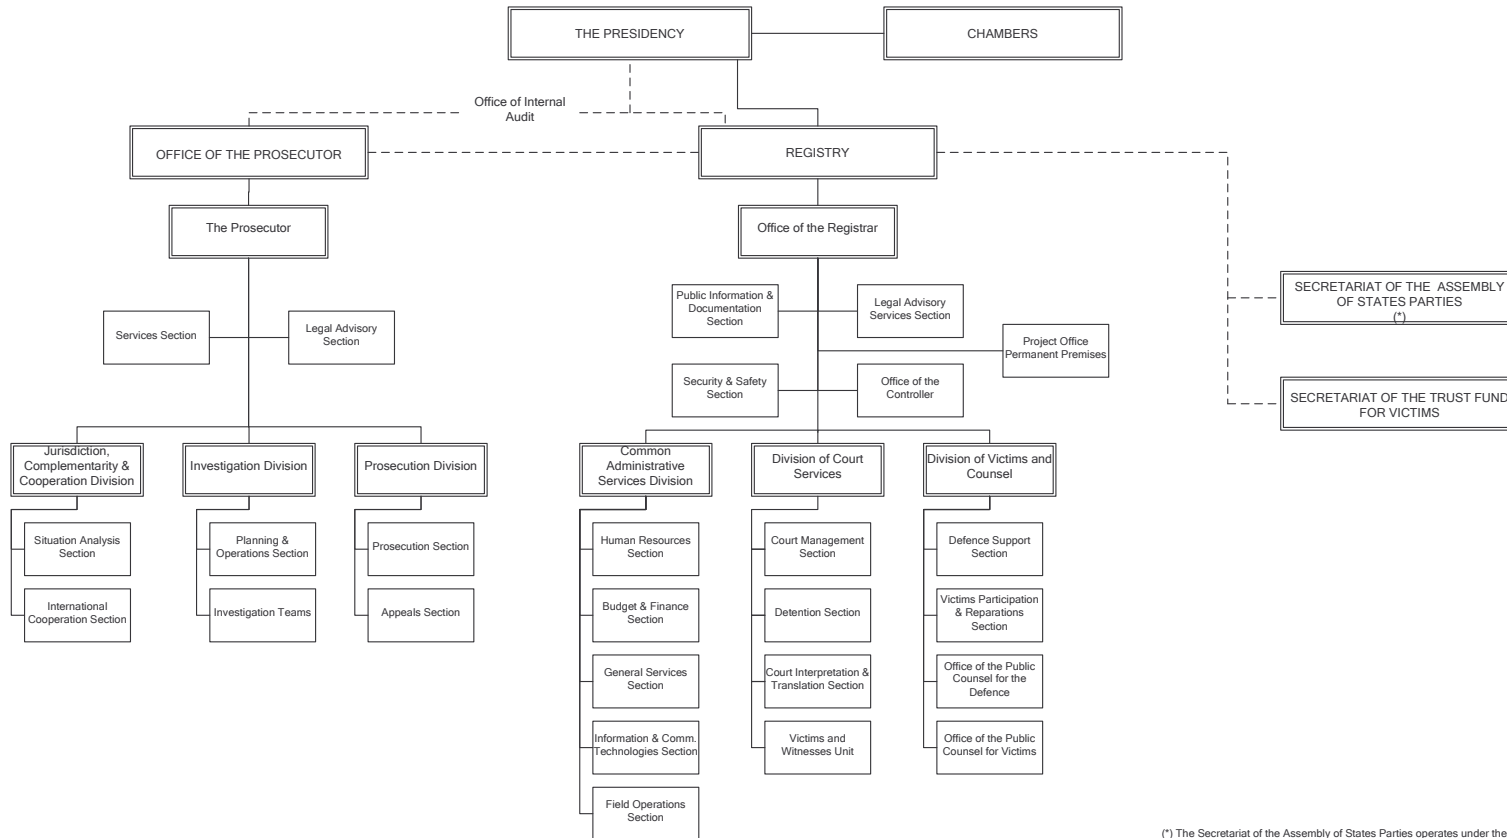 THE PRESIDENCY
CHAMBERS
Office of Internal
Audit
OFFICE OF THE PROSECUTOR
REGISTRY
The Prosecutor
Office of the Registrar
SECRETARIAT OF THE ASSEMBLY
OF STATES PARTIES
(*)
SECRETARIAT OF THE TRUST FUND
FOR VICTIMS
Services Section
Legal Advisory
Section
Public Information &
Documentation
Section
Legal Advisory
Services Section
Project Office
Permanent Premises
Security & Safety
Section
Office of the
Controller
Jurisdiction,
Complementarity &
Cooperation Division
Investigation Division
Prosecution Division
Common
Administrative
Services Division
Division of Court
Services
Division of Victims and
Counsel
Situation Analysis
Section
International
Cooperation Section
Planning &
Operations Section
Investigation Teams
Prosecution Section
Appeals Section
Human Resources
Section
Budget & Finance
Section
General Services
Section
Information & Comm.
Technologies Section
Field Operations
Section
Court Management
Section
Detention Section
Court Interpretation &
Translation Section
Victims and
Witnesses Unit
Defence Support
Section
Victims Participation
& Reparations
Section
Office of the Public
Counsel for the
Defence
Office of the Public
Counsel for Victims
(*) The Secretariat of the Assembly of States Parties operates under the